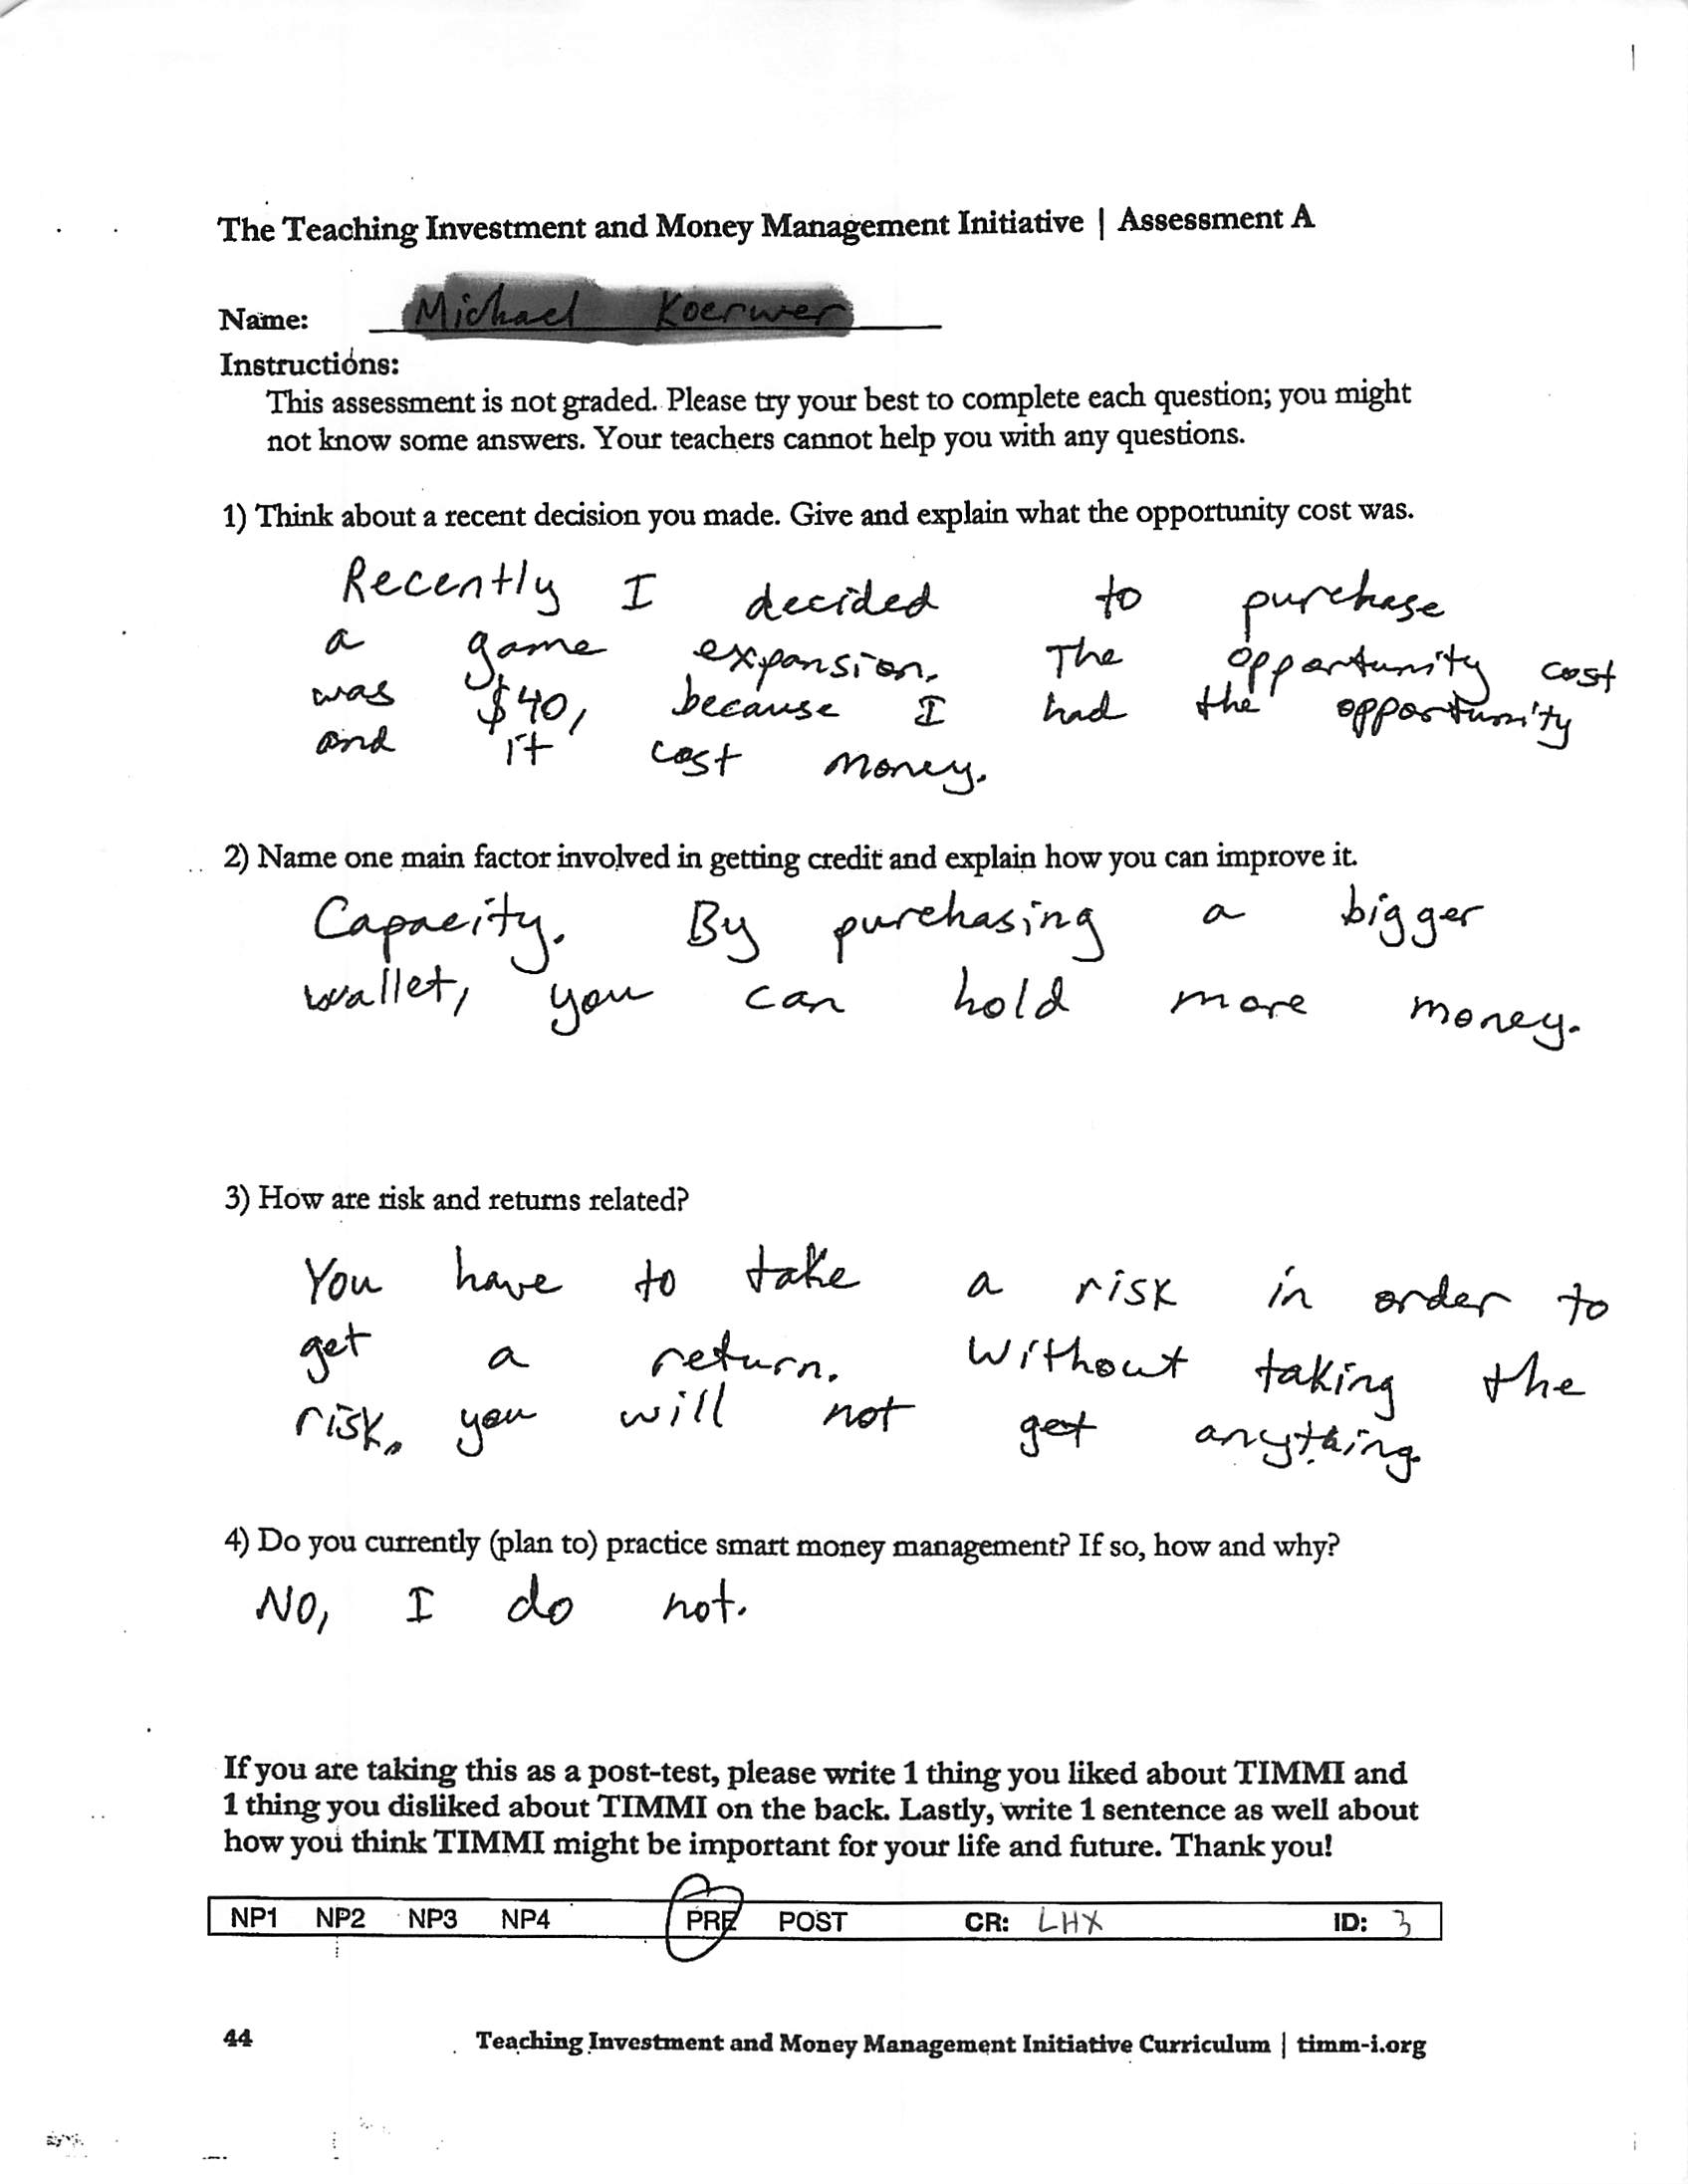 The Teaching Investment and Money Management Initiative | Assessment A
Name: Michael Koerwer
Instructions:
This assessment is not graded. Please try your best to complete each question; you might
not know some answers. Your teachers cannot help you with any questions.
1) Think about a recent decision you made. Give and explain what the opportunity cost was.
Recently I decided to purchase
a game expansion. The opportunity cost
was $40, because I had the opportunity
and it cost money.
2) Name one main factor involved in getting credit and explain how you can improve it.
Capacity. By purchasing a bigger
wallet, you can hold more money.
3) How are risk and returns related?
You have to take a risk in order to
get a return. Without taking the
risk, you will not get anything.
4) Do you currently (plan to) practice smart money management? If so, how and why?
No, I do not.
If you are taking this as a post-test, please write 1 thing you liked about TIMMI and
1 thing you disliked about TIMMI on the back. Lastly, write 1 sentence as well about
how you think TIMMI might be important for your life and future. Thank you!
NP1 NP2 NP3 NP4 PRE POST CR: LHX ID: 3
44 Teaching Investment and Money Management Initiative Curriculum | timm-i.org